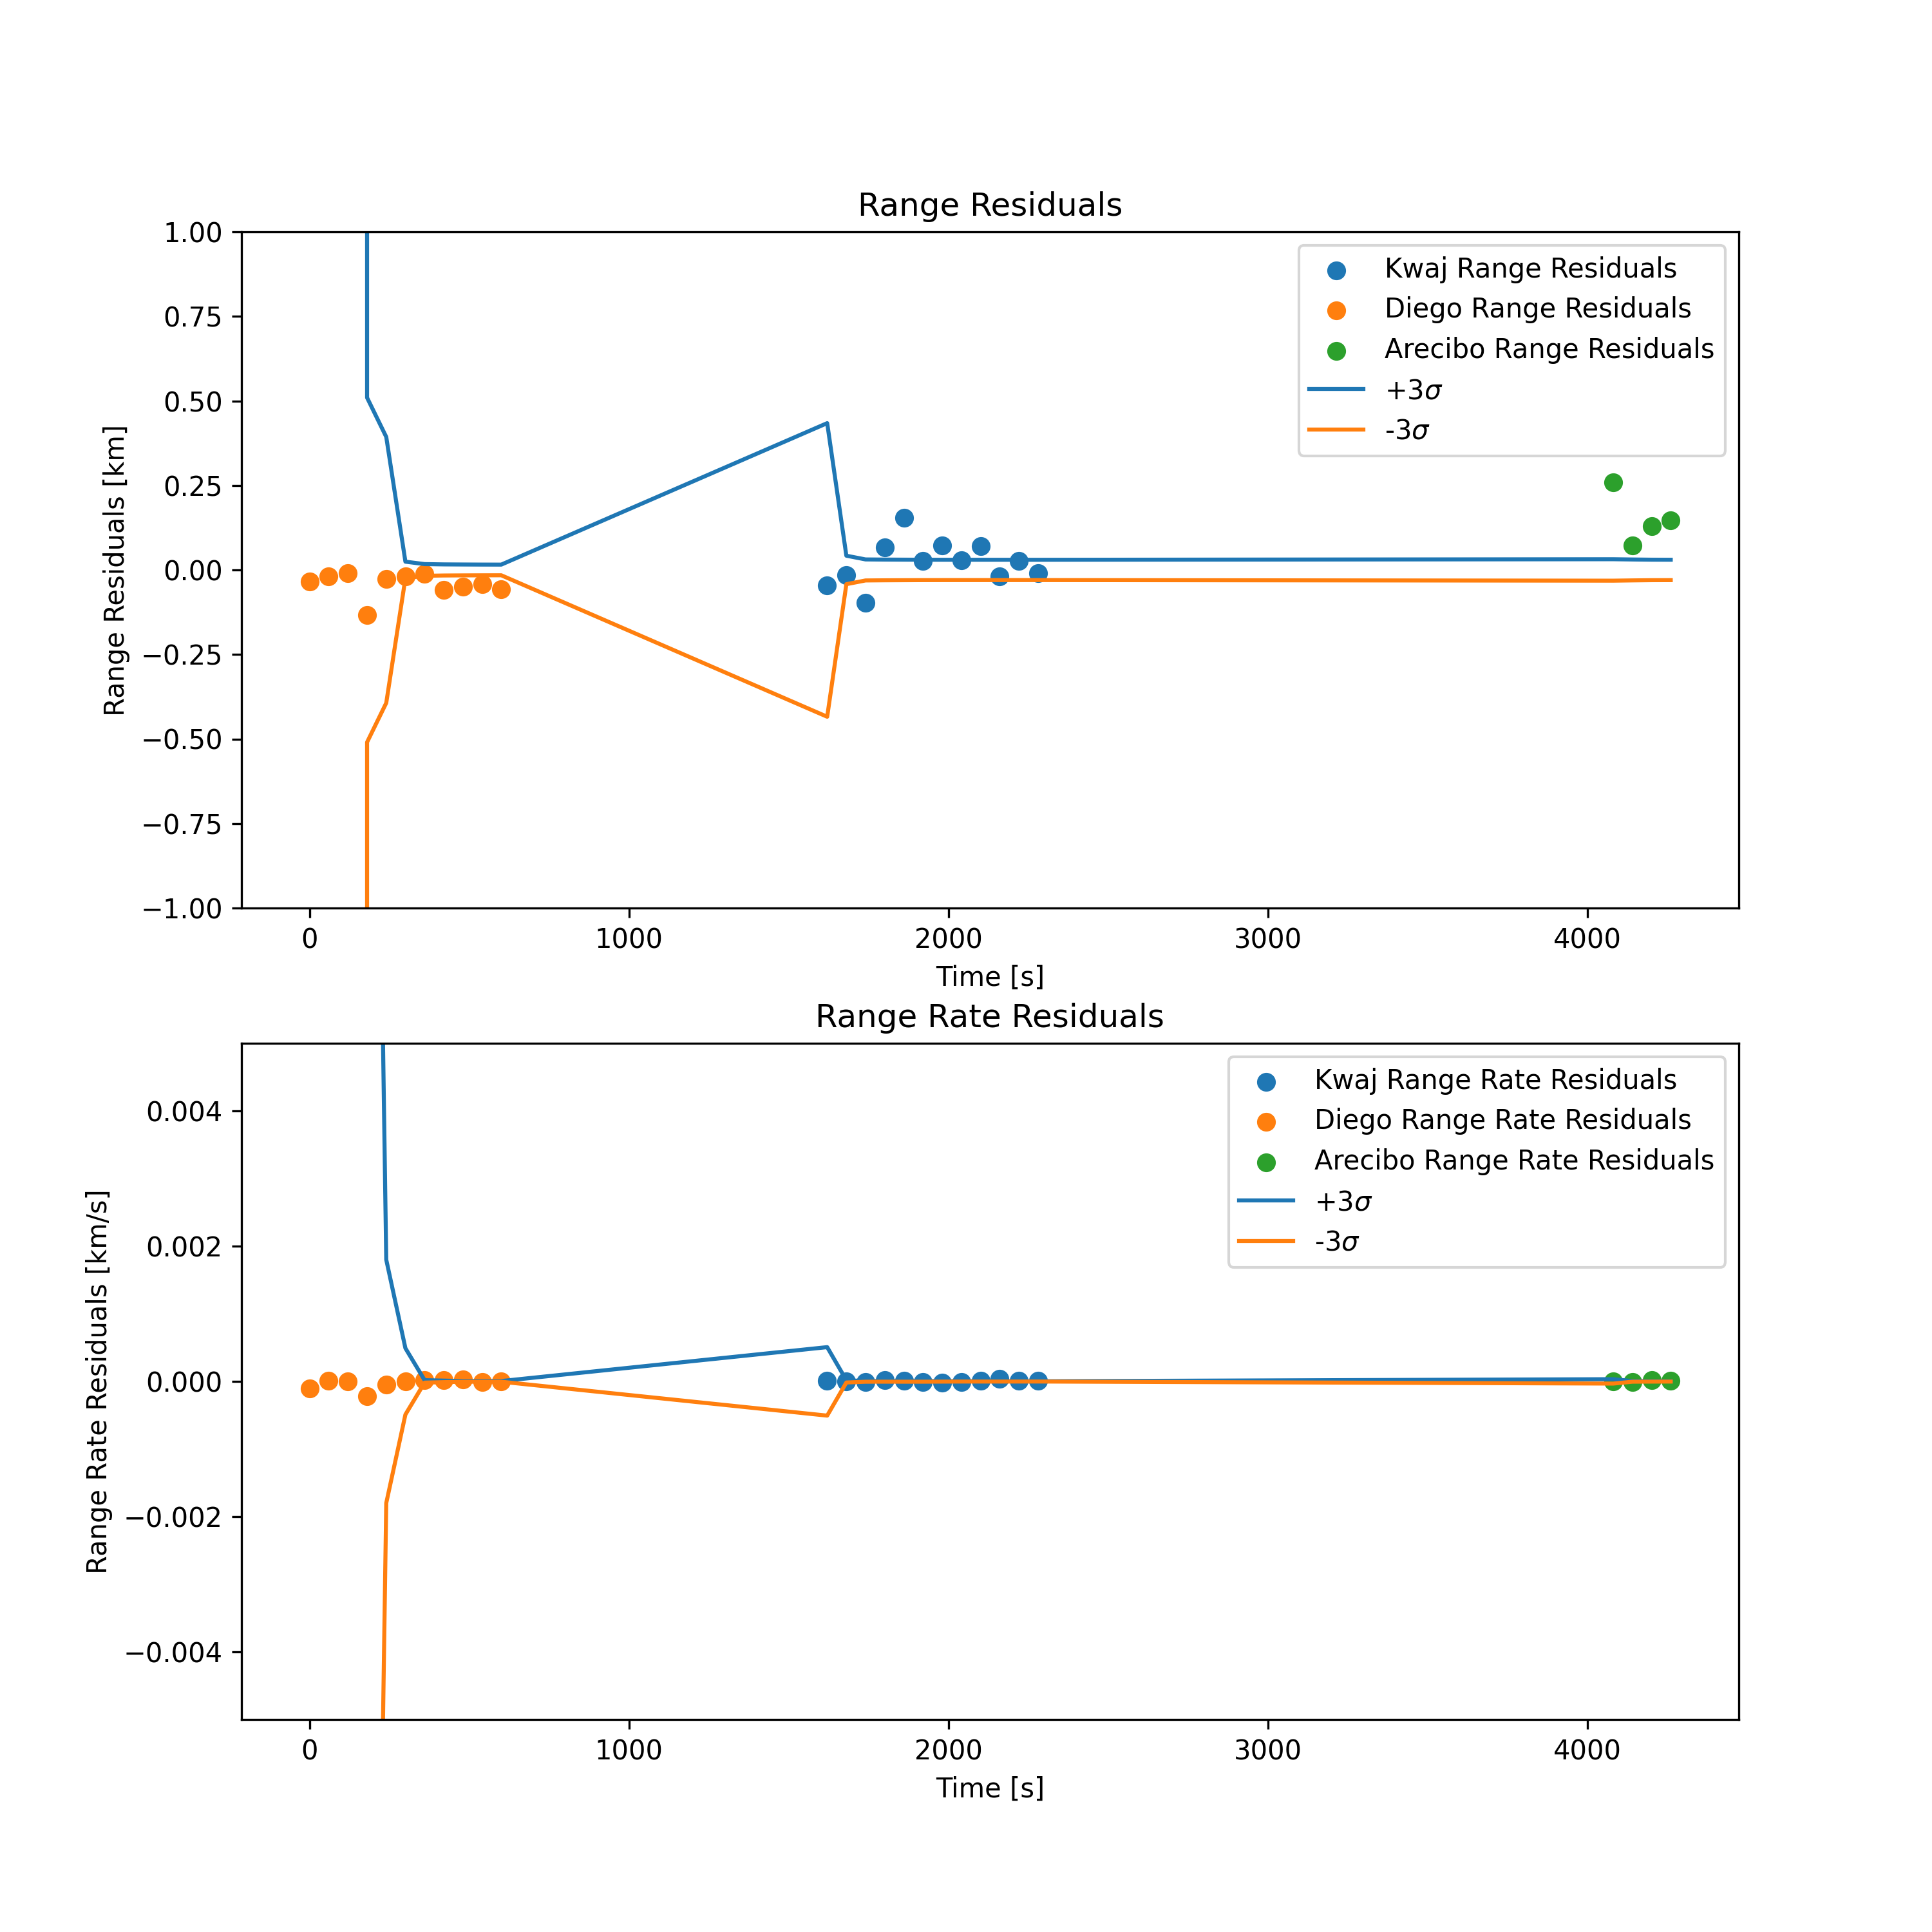 Range Residuals
1.00
0.75
0.50
0.25
0.00
−0.25
−0.50
−0.75
−1.00
Range Residuals [km]
Kwaj Range Residuals
Diego Range Residuals
Arecibo Range Residuals
+3σ
-3σ
0 1000 2000 3000 4000
Time [s]
Range Rate Residuals
0.004
0.002
0.000
−0.002
−0.004
Range Rate Residuals [km/s]
Kwaj Range Rate Residuals
Diego Range Rate Residuals
Arecibo Range Rate Residuals
+3σ
-3σ
0 1000 2000 3000 4000
Time [s]